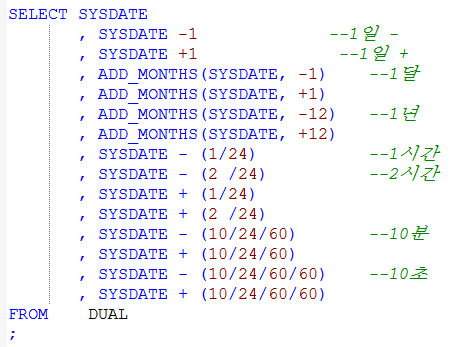 SELECT SYSDATE
, SYSDATE -1 --1일 -
, SYSDATE +1 --1일 +
, ADD_MONTHS(SYSDATE, -1) --1달
, ADD_MONTHS(SYSDATE, +1)
, ADD_MONTHS(SYSDATE, -12) --1년
, ADD_MONTHS(SYSDATE, +12)
, SYSDATE - (1/24) --1시간
, SYSDATE - (2 /24) --2시간
, SYSDATE + (1/24)
, SYSDATE + (2 /24)
, SYSDATE - (10/24/60) --10분
, SYSDATE + (10/24/60)
, SYSDATE - (10/24/60/60) --10초
, SYSDATE + (10/24/60/60)
FROM DUAL
;